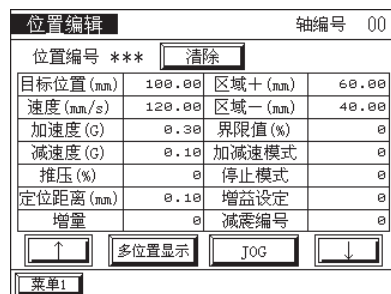 位置编辑 轴编号 00
位置编号 *** 清除
目标位置(mm) 100.00 区域＋(mm) 60.00
速度(mm/s) 120.00 区域－(mm) 40.00
加速度(G) 0.30 界限值(%) 0
减速度(G) 0.10 加减速模式 0
推压(%) 0 停止模式 0
定位距离(mm) 0.10 增益设定 0
增量 0 减震编号 0
↑ 多位置显示 JOG ↓
菜单1